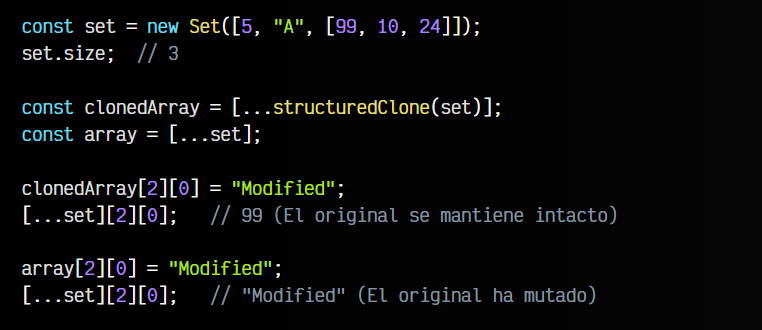 const set = new Set([5, "A", [99, 10, 24]]);
set.size;  // 3
const clonedArray = [...structuredClone(set)];
const array = [...set];
clonedArray[2][0] = "Modified";
[...set][2][0];   // 99 (El original se mantiene intacto)
array[2][0] = "Modified";
[...set][2][0];   // "Modified" (El original ha mutado)